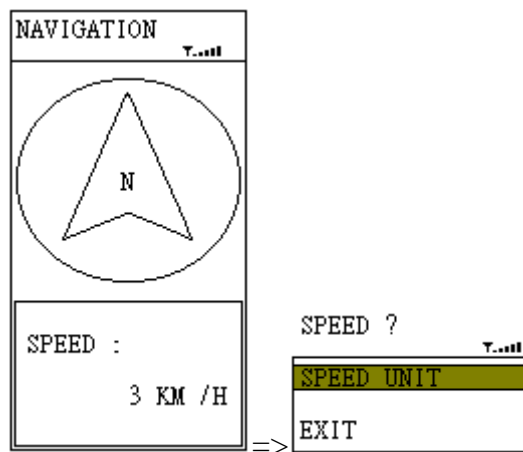 NAVIGATION
N
SPEED :
3 KM /H
=>
SPEED ?
SPEED UNIT
EXIT